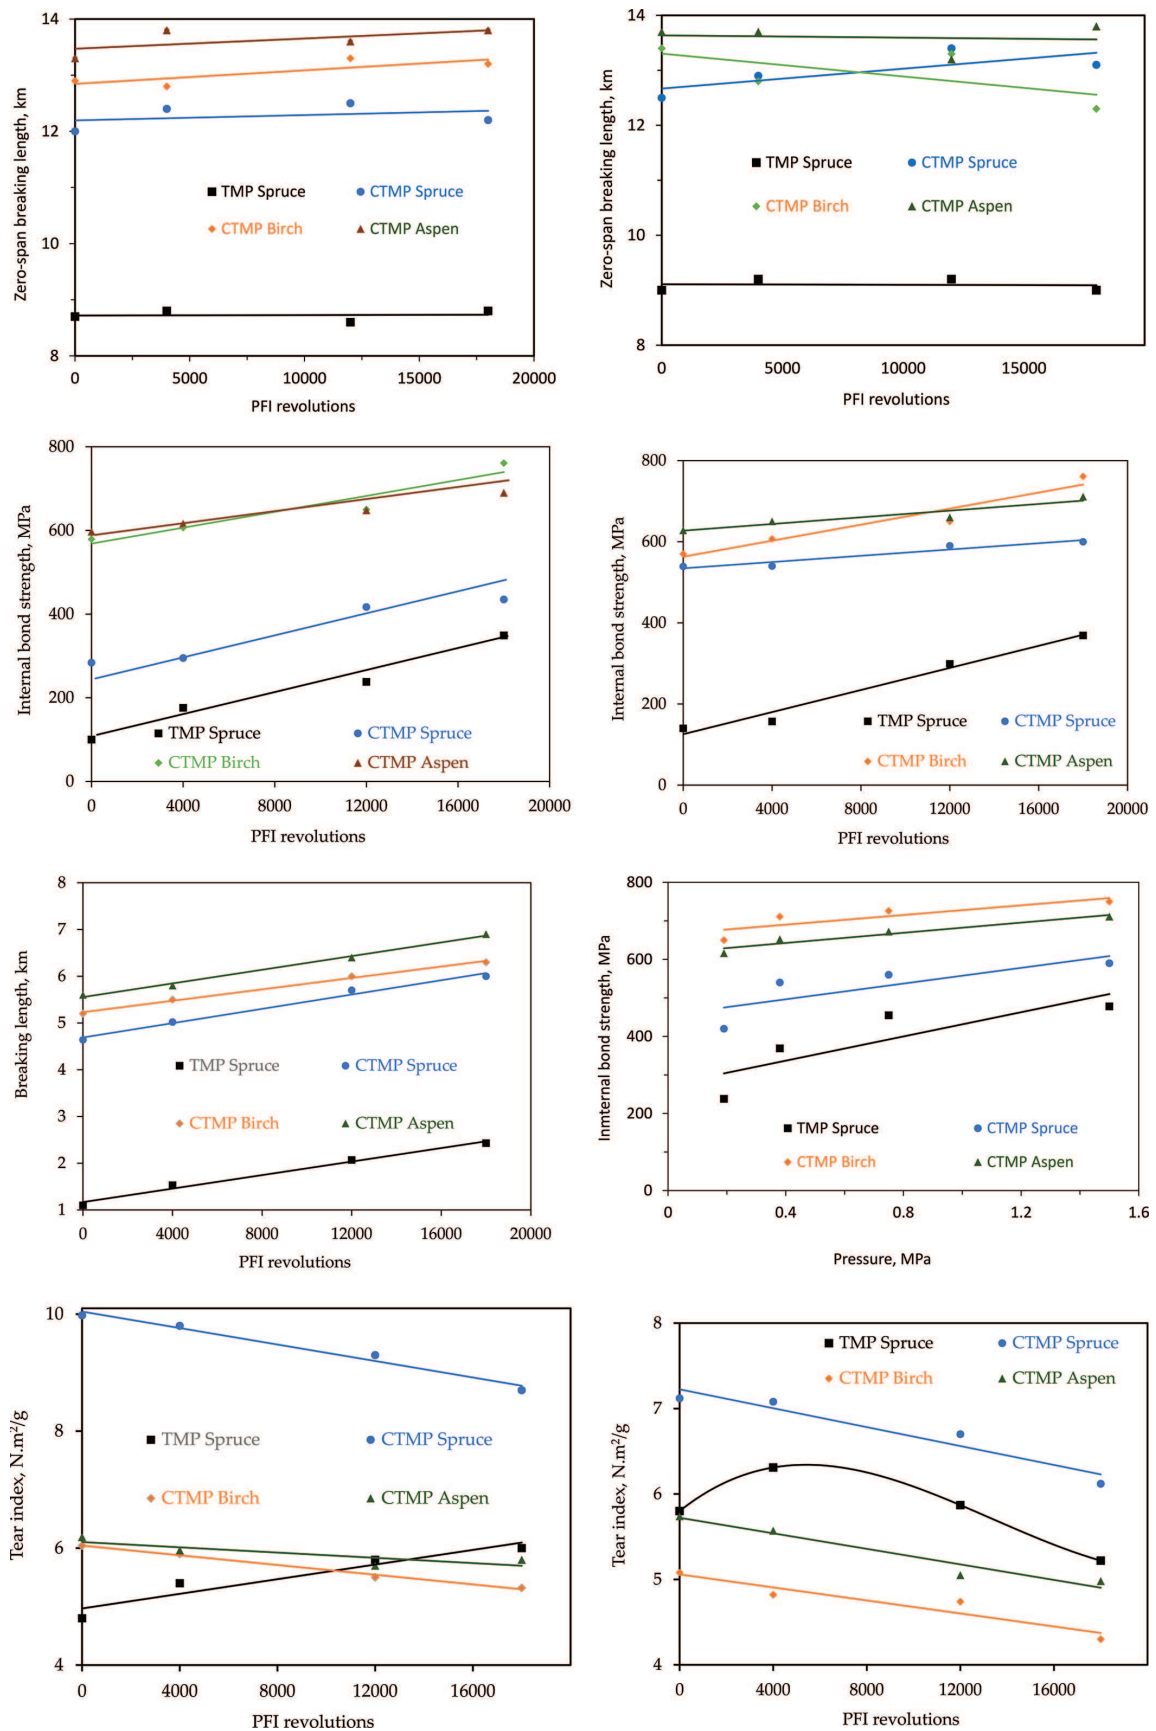 Zero-span breaking length, km
14
12
10
8
0 5000 10000 15000 20000
PFI revolutions
TMP Spruce CTMP Spruce
CTMP Birch CTMP Aspen
Zero-span breaking length, km
14
13
12
11
10
9
8
0 5000 10000 15000
PFI revolutions
TMP Spruce CTMP Spruce
CTMP Birch CTMP Aspen
Internal bond strength, MPa
800
600
400
200
0
0 4000 8000 12000 16000 20000
PFI revolutions
TMP Spruce CTMP Spruce
CTMP Birch CTMP Aspen
Internal bond strength, MPa
800
600
400
200
0
0 4000 8000 12000 16000 20000
PFI revolutions
TMP Spruce CTMP Spruce
CTMP Birch CTMP Aspen
Breaking length, km
8
7
6
5
4
3
2
1
0 4000 8000 12000 16000 20000
PFI revolutions
TMP Spruce CTMP Spruce
CTMP Birch CTMP Aspen
Inmternal bond strength, MPa
800
600
400
200
0
0 0.4 0.8 1.2 1.6
Pressure, MPa
TMP Spruce CTMP Spruce
CTMP Birch CTMP Aspen
Tear index, N.m²/g
10
8
6
4
0 4000 8000 12000 16000
PFI revolutions
TMP Spruce CTMP Spruce
CTMP Birch CTMP Aspen
Tear index, N.m²/g
8
7
6
5
4
0 4000 8000 12000 16000
PFI revolutions
TMP Spruce CTMP Spruce
CTMP Birch CTMP Aspen